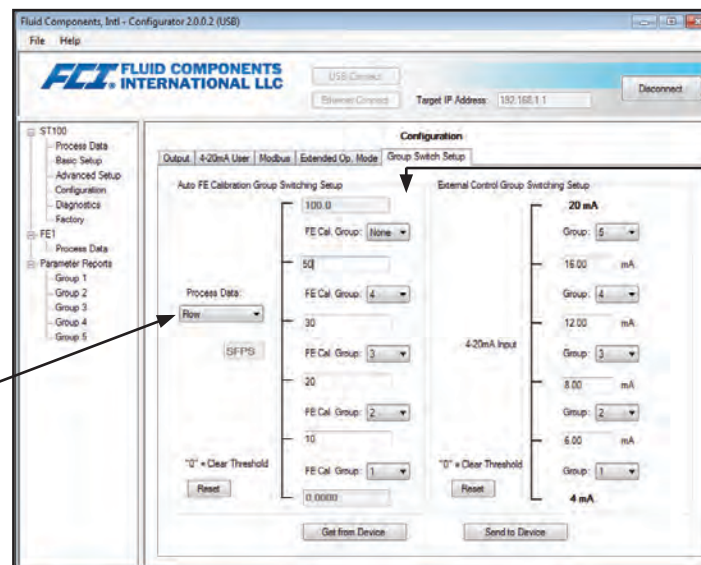 Fluid Components, Intl - Configurator 2.0.0.2 (USB)
File Help
FCI. FLUID COMPONENTS
INTERNATIONAL LLC
USB Connect
Ethernet Connect
Target IP Address: 192.168.1.1
Disconnect
ST100
Process Data
Basic Setup
Advanced Setup
Configuration
Diagnostics
Factory
FE1
Process Data
Parameter Reports
Group 1
Group 2
Group 3
Group 4
Group 5
Configuration
Output 4-20mA User Modbus Extended Op. Mode Group Switch Setup
Auto FE Calibration Group Switching Setup
100.0
FE Cal. Group: None
50
Process Data:
FE Cal. Group: 4
Flow
30
SFPS
FE Cal. Group: 3
20
FE Cal. Group: 2
10
"0" = Clear Threshold
FE Cal. Group: 1
Reset
0.0000
External Control Group Switching Setup
20 mA
Group: 5
16.00 mA
Group: 4
12.00 mA
4-20mA Input
Group: 3
8.00 mA
Group: 2
6.00 mA
"0" = Clear Threshold
Group: 1
Reset
4 mA
Get from Device
Send to Device